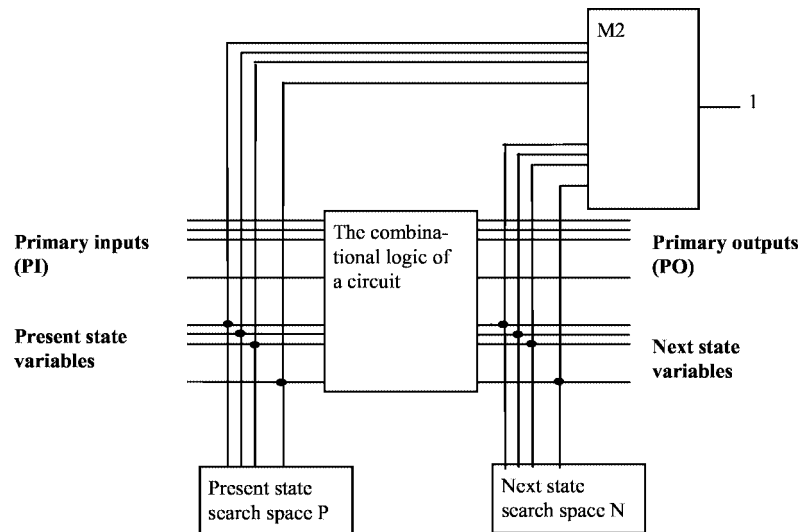 M2
1
The combina-
tional logic of
a circuit
Primary inputs
(PI)
Primary outputs
(PO)
Present state
variables
Next state
variables
Present state
search space P
Next state
search space N